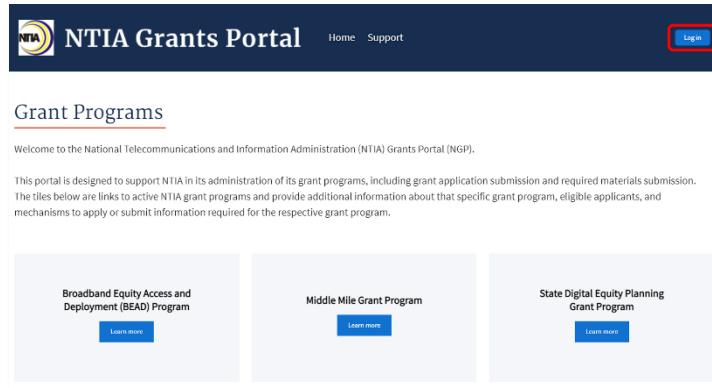 NTIA NTIA Grants Portal Home Support Log in
Grant Programs
Welcome to the National Telecommunications and Information Administration (NTIA) Grants Portal (NGP).
This portal is designed to support NTIA in its administration of its grant programs, including grant application submission and required materials submission.
The tiles below are links to active NTIA grant programs and provide additional information about that specific grant program, eligible applicants, and
mechanisms to apply or submit information required for the respective grant program.
Broadband Equity Access and
Deployment (BEAD) Program
Learn more
Middle Mile Grant Program
Learn more
State Digital Equity Planning
Grant Program
Learn more